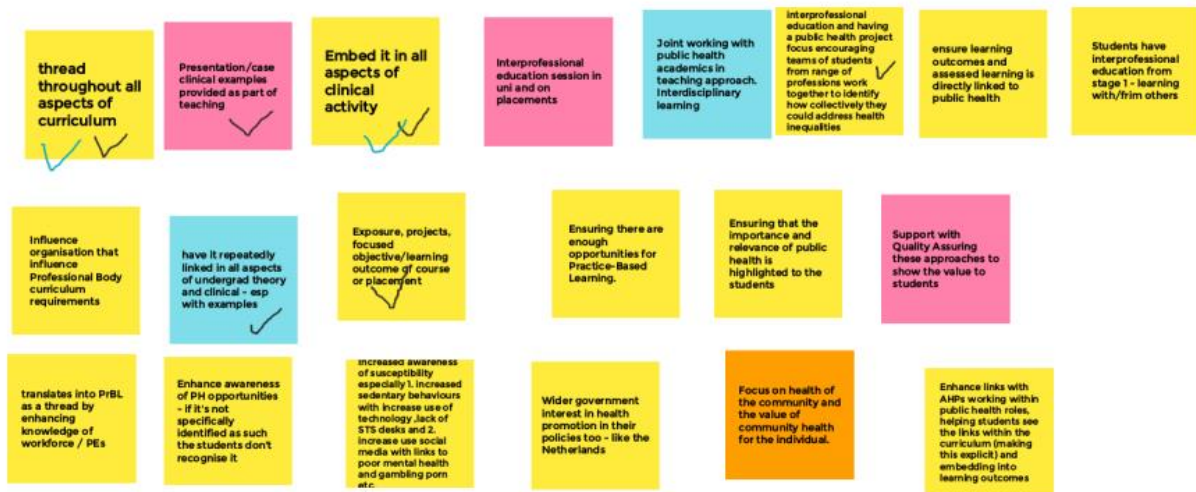 thread
throughout all
aspects of
curriculum
Presentation/case
clinical examples
provided as part of
teaching
Embed it in all
aspects of
clinical
activity
Interprofessional
education session in
uni and on
placements
Joint working with
public health
academics in
teaching approach.
Interdisciplinary
learning
interprofessional
education and having
a public health project
focus encouraging
teams of students
from range of
professions work
together to identify
how collectively they
could address health
inequalities
ensure learning
outcomes and
assessed learning is
directly linked to
public health
Students have
interprofessional
education from
stage 1 - learning
with/frim others
Influence
organisation that
influence
Professional Body
curriculum
requirements
have it repeatedly
linked in all aspects
of undergrad theory
and clinical - esp
with examples
Exposure, projects,
focused
objective/learning
outcome of course
or placement
Ensuring there are
enough
opportunities for
Practice-Based
Learning.
Ensuring that the
importance and
relevance of public
health is
highlighted to the
students
Support with
Quality Assuring
these approaches to
show the value to
students
translates into PrBL
as a thread by
enhancing
knowledge of
workforce / PEs
Enhance awareness
of PH opportunities
- if it's not
specifically
identified as such
the students don't
recognise it
Increased awareness
of susceptibility
especially 1. increased
sedentary behaviours
with increase use of
technology ,lack of
STS desks and 2.
increase use social
media with links to
poor mental health
and gambling porn
etc
Wider government
interest in health
promotion in their
policies too - like the
Netherlands
Focus on health of
the community and
the value of
community health
for the individual.
Enhance links with
AHPs working within
public health roles,
helping students see
the links within the
curriculum (making
this explicit) and
embedding into
learning outcomes